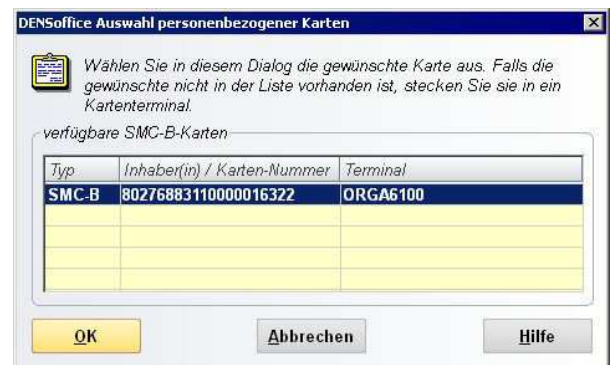 DENSoffice Auswahl personenbezogener Karten
Wählen Sie in diesem Dialog die gewünschte Karte aus. Falls die
gewünschte nicht in der Liste vorhanden ist, stecken Sie sie in ein
Kartenterminal.
verfügbare SMC-B-Karten
Typ Inhaber(in) / Karten-Nummer Terminal
SMC-B 80276883110000016322 ORGA6100
OK Abbrechen Hilfe